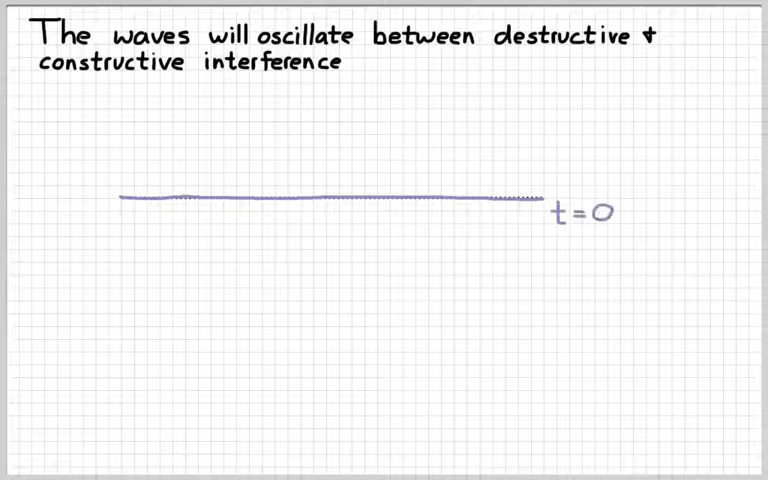 The waves will oscillate between destructive +
constructive interference
t = 0